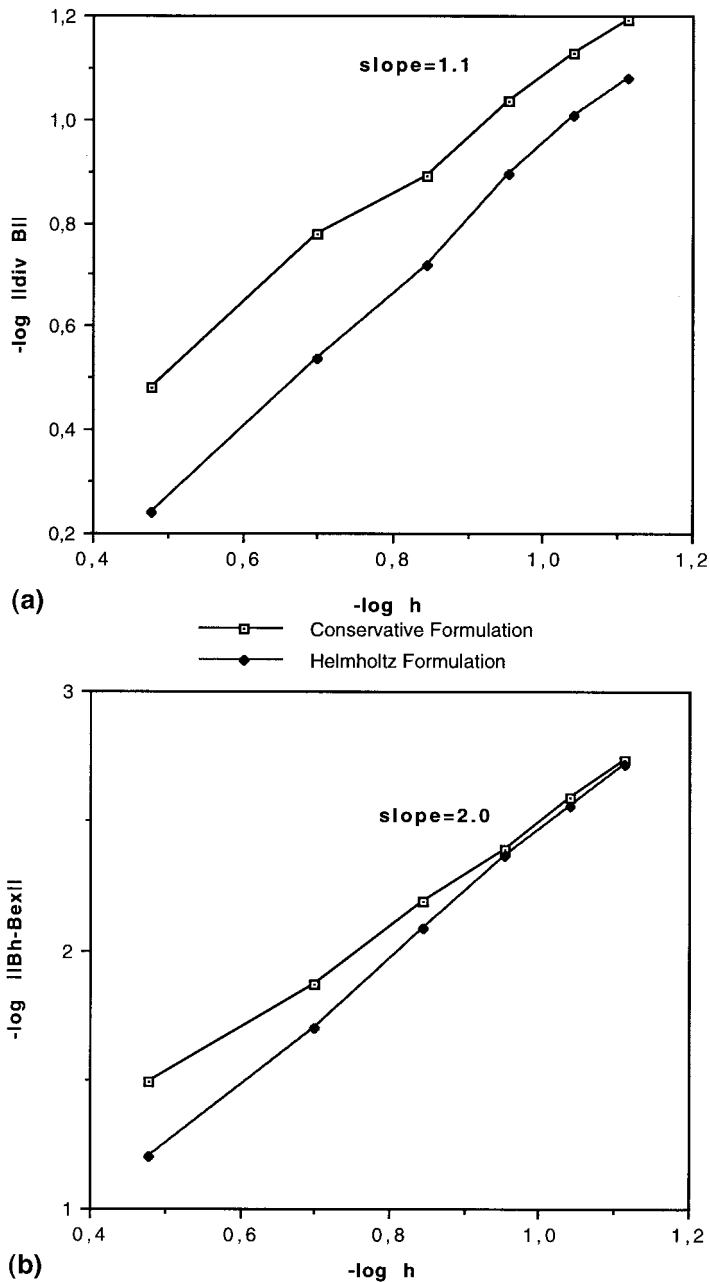 1,2
1,0
0,8
0,6
0,4
0,2
-log ||div B||
slope=1.1
0,4 0,6 0,8 1,0 1,2
(a)
-log h
Conservative Formulation
Helmholtz Formulation
3
2
1
-log ||Bh-Bex||
slope=2.0
0,4 0,6 0,8 1,0 1,2
(b)
-log h